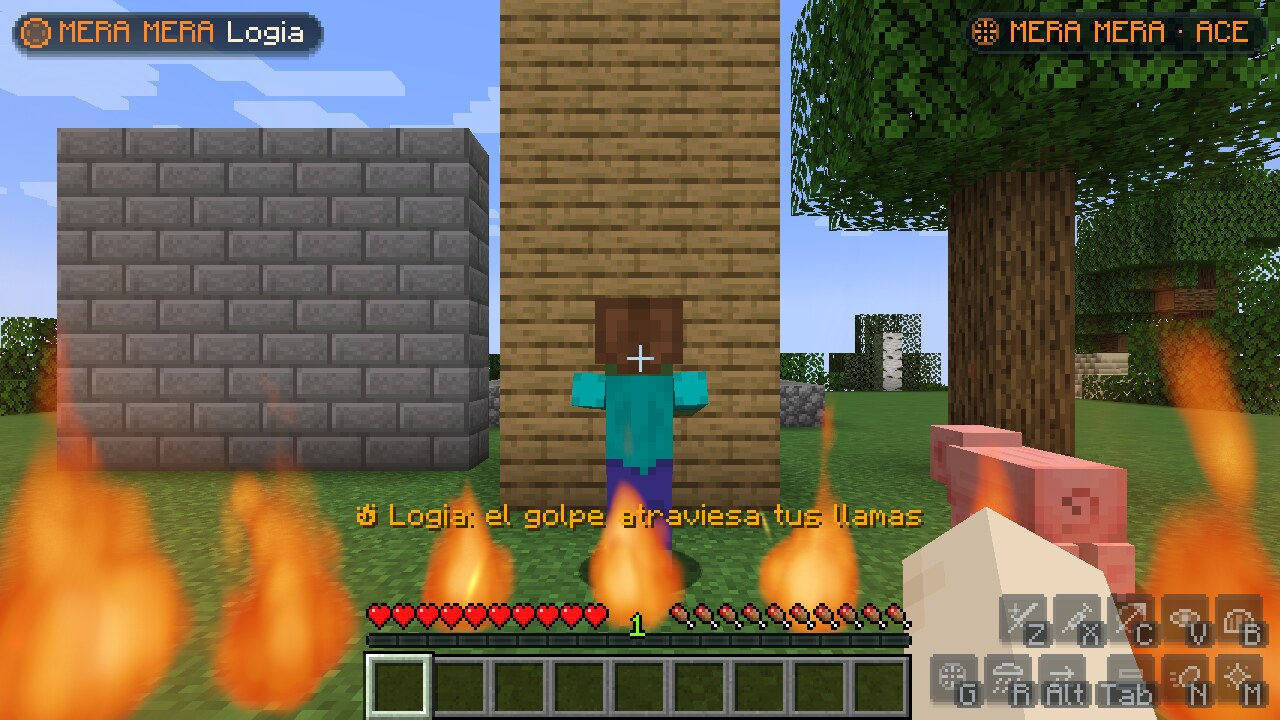 MERA MERA Logia
MERA MERA · ACE
Logia: el golpe atraviesa tus llamas
1
Z X C V B
G R Alt Tab N M